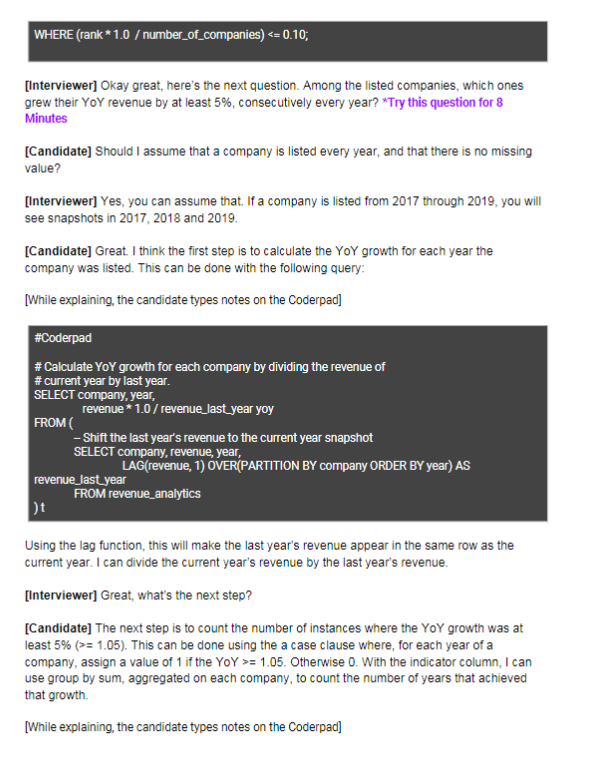 WHERE (rank * 1.0 / number_of_companies) <= 0.10;
[Interviewer] Okay great, here's the next question. Among the listed companies, which ones
grew their YoY revenue by at least 5%, consecutively every year? *Try this question for 8
Minutes
[Candidate] Should I assume that a company is listed every year, and that there is no missing
value?
[Interviewer] Yes, you can assume that. If a company is listed from 2017 through 2019, you will
see snapshots in 2017, 2018 and 2019.
[Candidate] Great. I think the first step is to calculate the YoY growth for each year the
company was listed. This can be done with the following query:
[While explaining, the candidate types notes on the Coderpad]
#Coderpad
# Calculate YoY growth for each company by dividing the revenue of
# current year by last year.
SELECT company, year,
revenue * 1.0 / revenue_last_year yoy
FROM (
– Shift the last year's revenue to the current year snapshot
SELECT company, revenue, year,
LAG(revenue, 1) OVER(PARTITION BY company ORDER BY year) AS
revenue_last_year
FROM revenue_analytics
) t
Using the lag function, this will make the last year's revenue appear in the same row as the
current year. I can divide the current year's revenue by the last year's revenue.
[Interviewer] Great, what's the next step?
[Candidate] The next step is to count the number of instances where the YoY growth was at
least 5% (>= 1.05). This can be done using the a case clause where, for each year of a
company, assign a value of 1 if the YoY >= 1.05. Otherwise 0. With the indicator column, I can
use group by sum, aggregated on each company, to count the number of years that achieved
that growth.
[While explaining, the candidate types notes on the Coderpad]